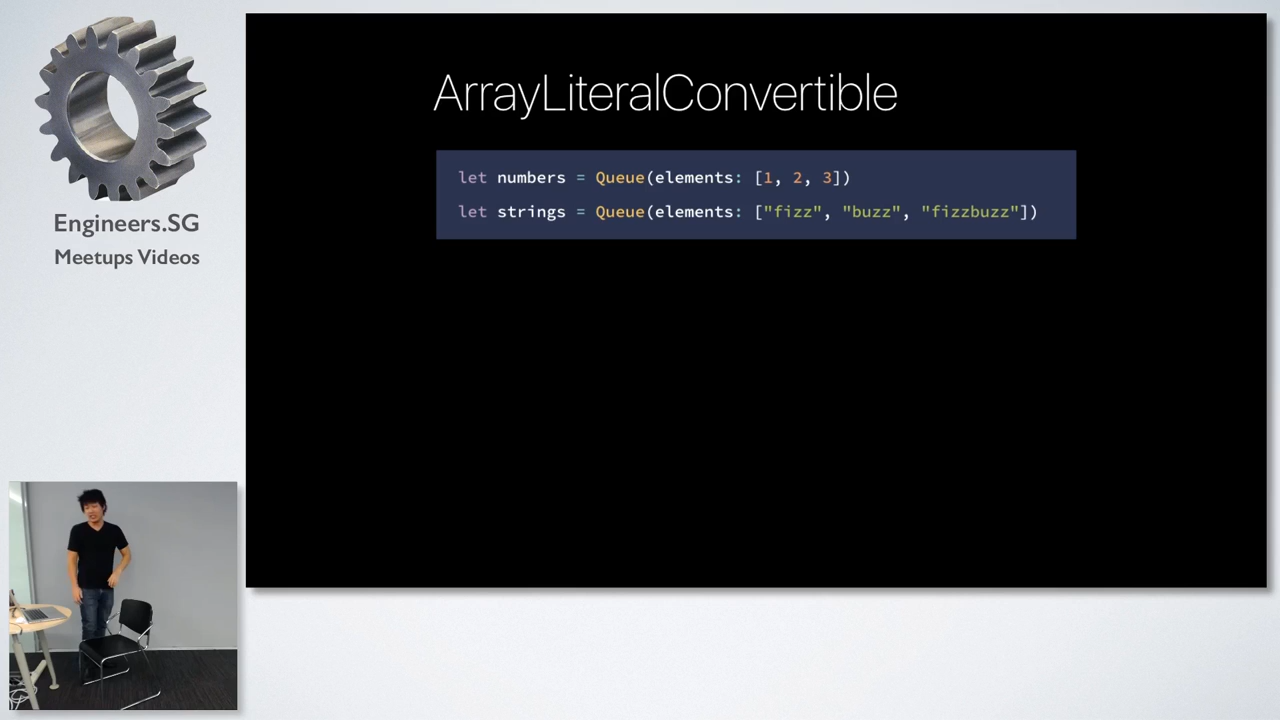 Engineers.SG
Meetups Videos
ArrayLiteralConvertible
let numbers = Queue(elements: [1, 2, 3])
let strings = Queue(elements: ["fizz", "buzz", "fizzbuzz"])